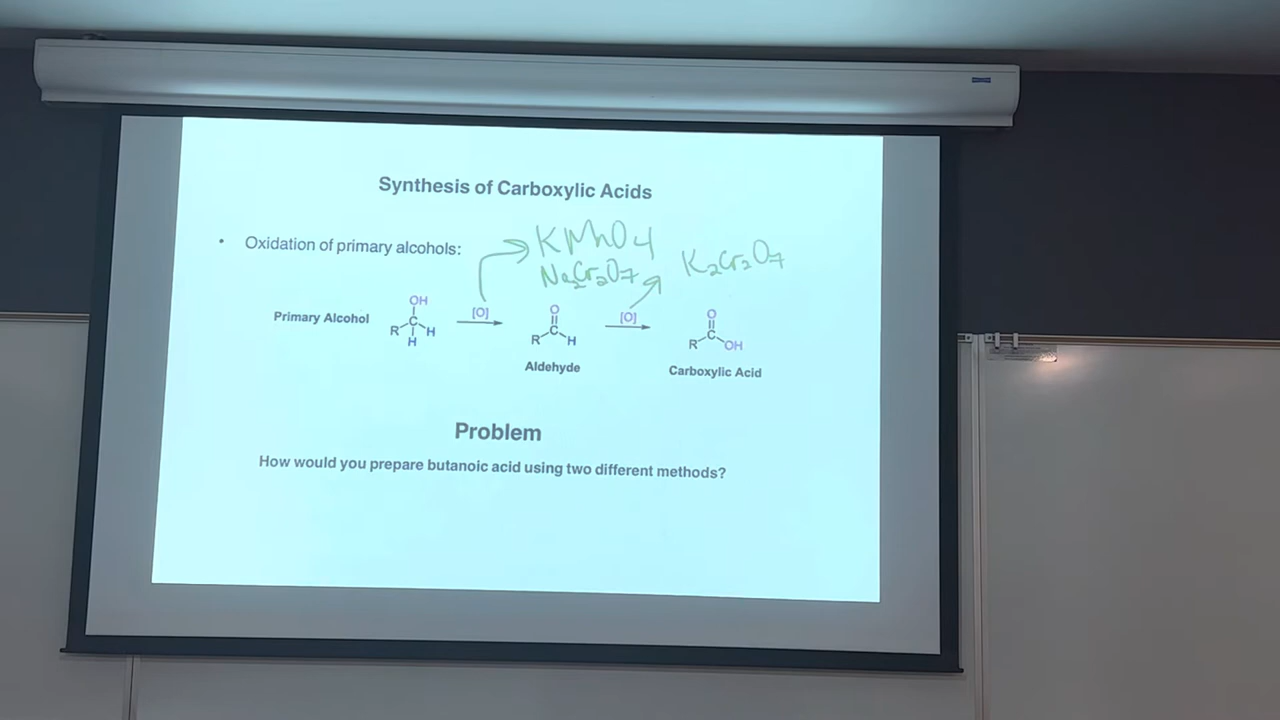 Synthesis of Carboxylic Acids
• Oxidation of primary alcohols:
KMnO4
Na2Cr2O7
K2Cr2O7
Primary Alcohol
OH
R C H
H
[O]
O
R C H
Aldehyde
[O]
O
R C OH
Carboxylic Acid
Problem
How would you prepare butanoic acid using two different methods?